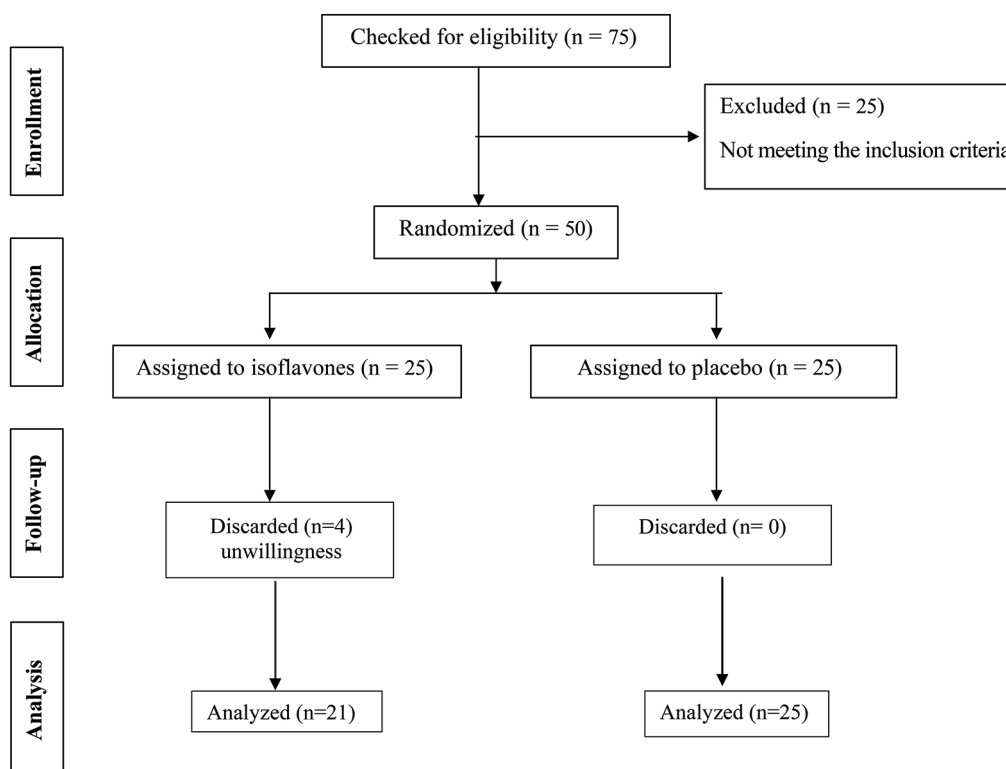 Checked for eligibility (n = 75)
Enrollment
Excluded (n = 25)
Not meeting the inclusion criteria
Randomized (n = 50)
Allocation
Assigned to isoflavones (n = 25)
Assigned to placebo (n = 25)
Follow-up
Discarded (n=4)
unwillingness
Discarded (n= 0)
Analysis
Analyzed (n=21)
Analyzed (n=25)